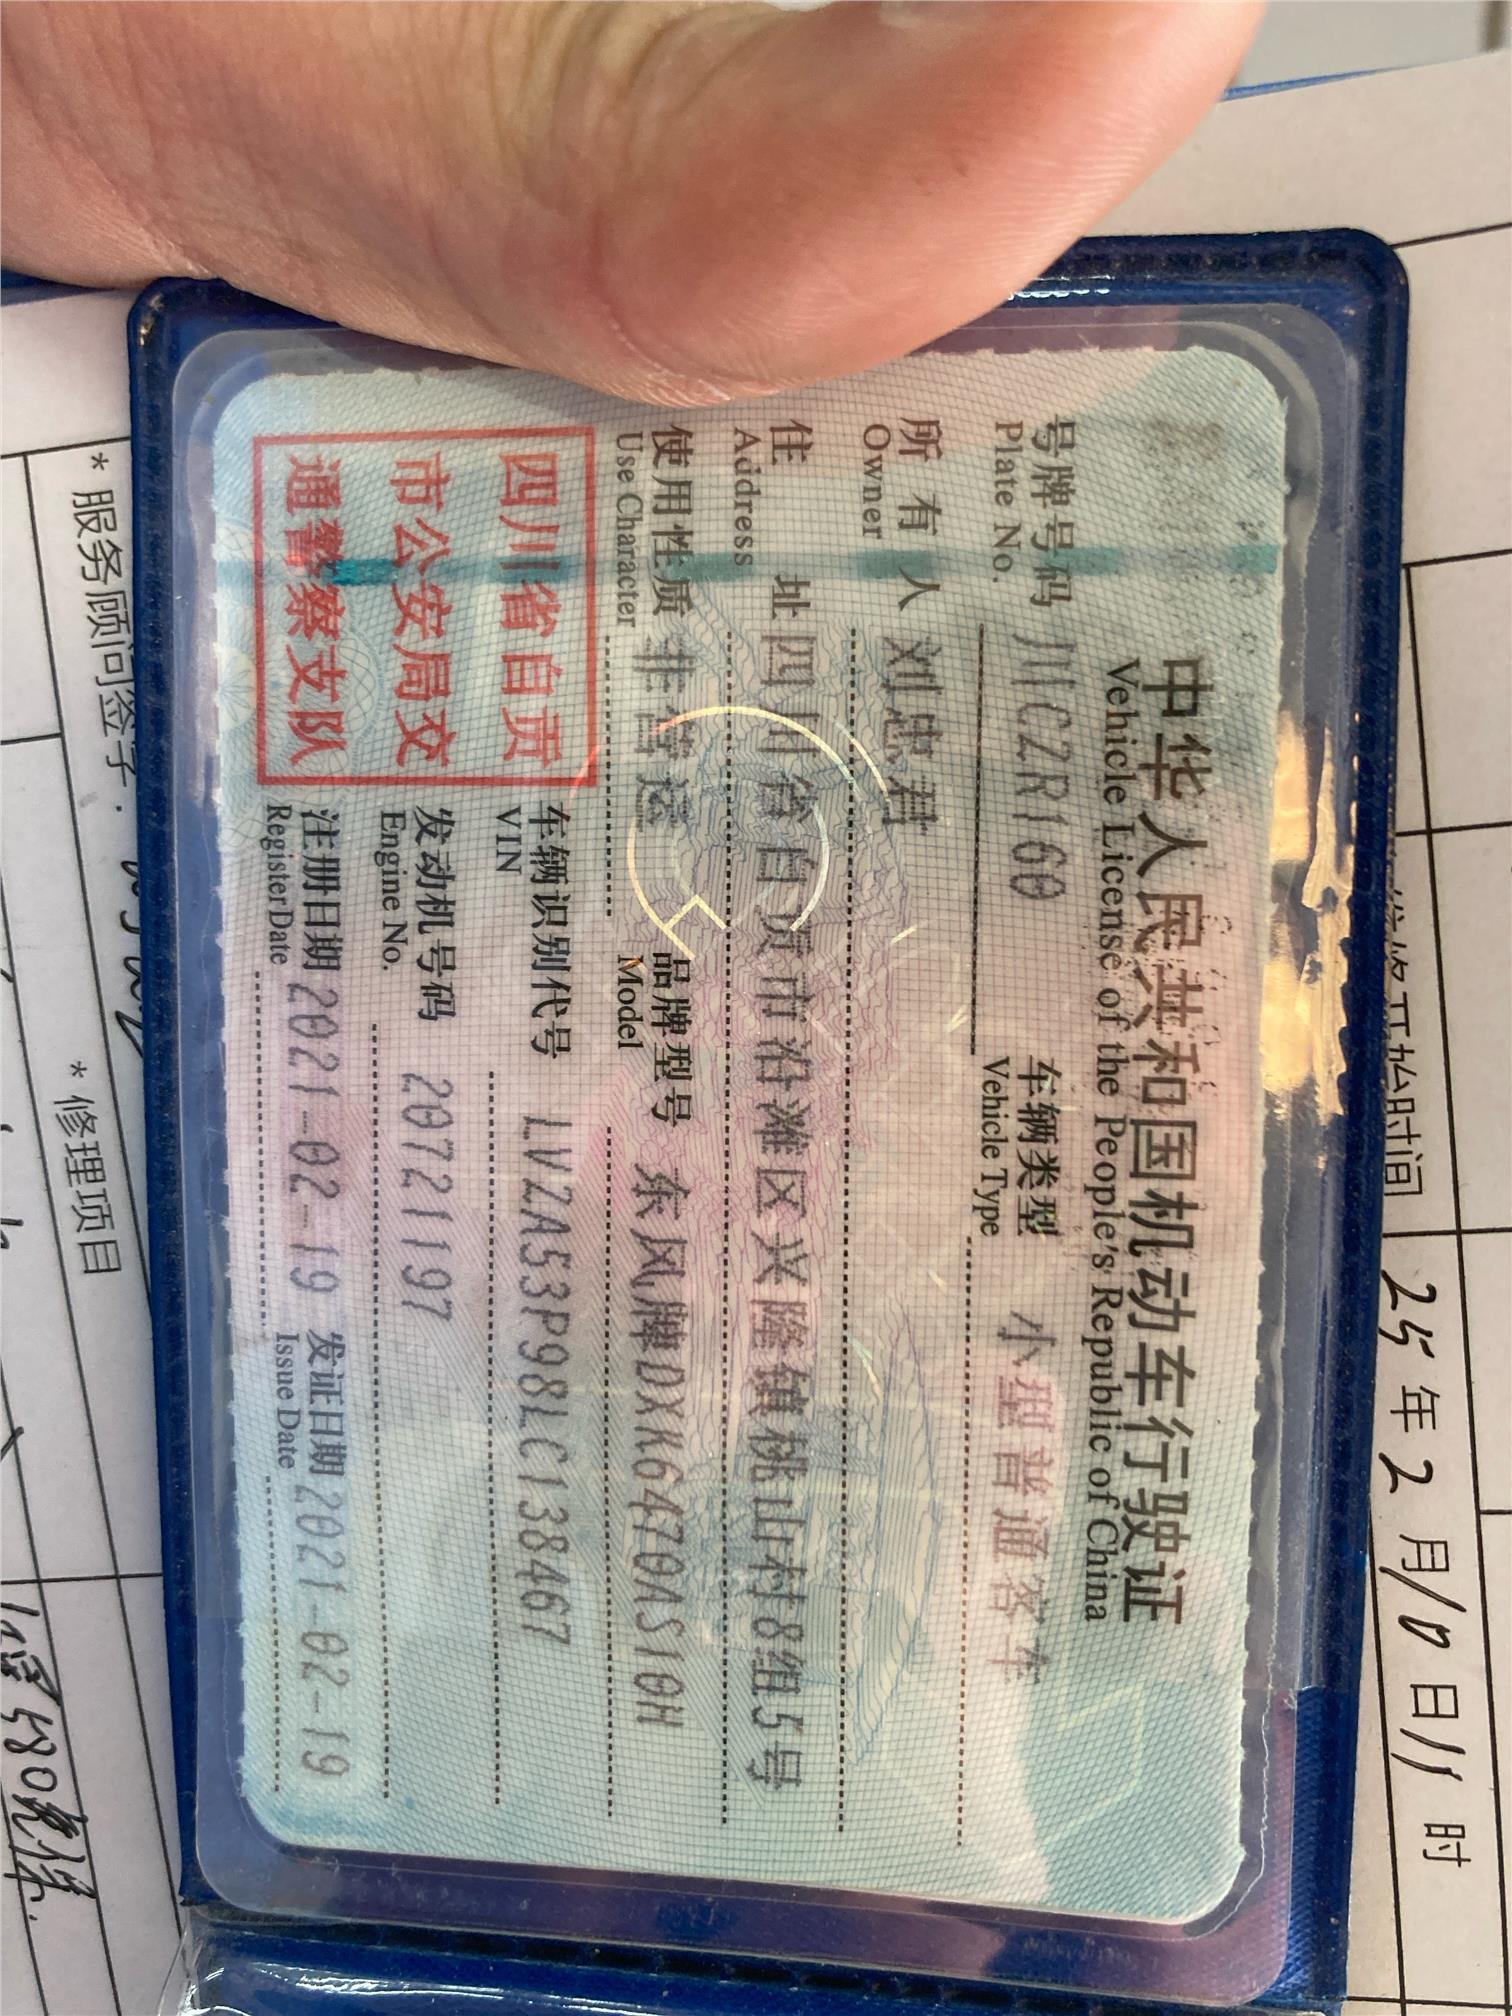 中华人民共和国机动车行驶证
Vehicle License of the People's Republic of China
号牌号码 川C2R160 车辆类型 小型普通客车
Plate No. Vehicle Type
所有人 刘忠君
Owner
住址 四川省自贡市沿滩区兴隆镇桃山村8组5号
Address
使用性质 非营运 品牌型号 东风牌DXK6470AS10H
Use Character Model
四川省自贡
市公安局交
通警察支队
车辆识别代号 LVZA53P98LC138467
VIN
发动机号码 20721197
Engine No.
注册日期 2021-02-19 发证日期 2021-02-19
Register Date Issue Date
开始时间 25年2月10日11时
*服务顾问签字:
*修理项目